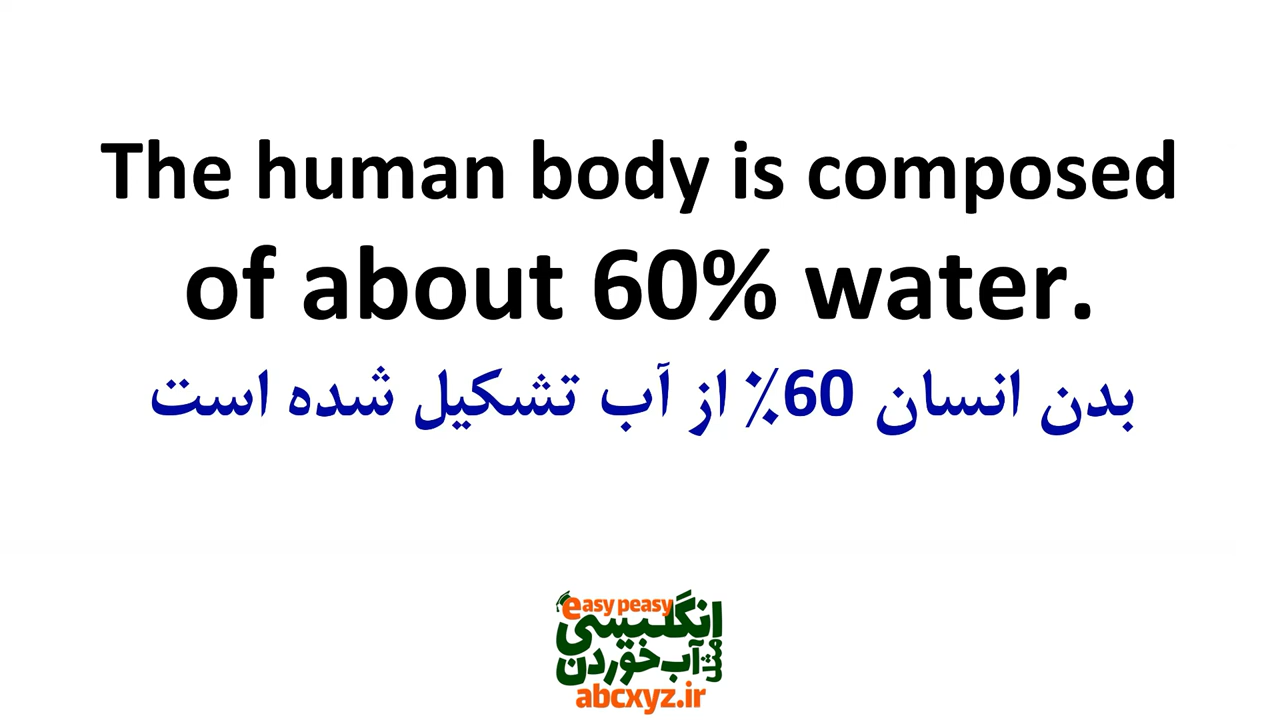 The human body is composed
of about 60% water.
بدن انسان 60٪ از آب تشکیل شده است
easy peasy
انگلیسی
مثل آب خوردن
abcxyz.ir